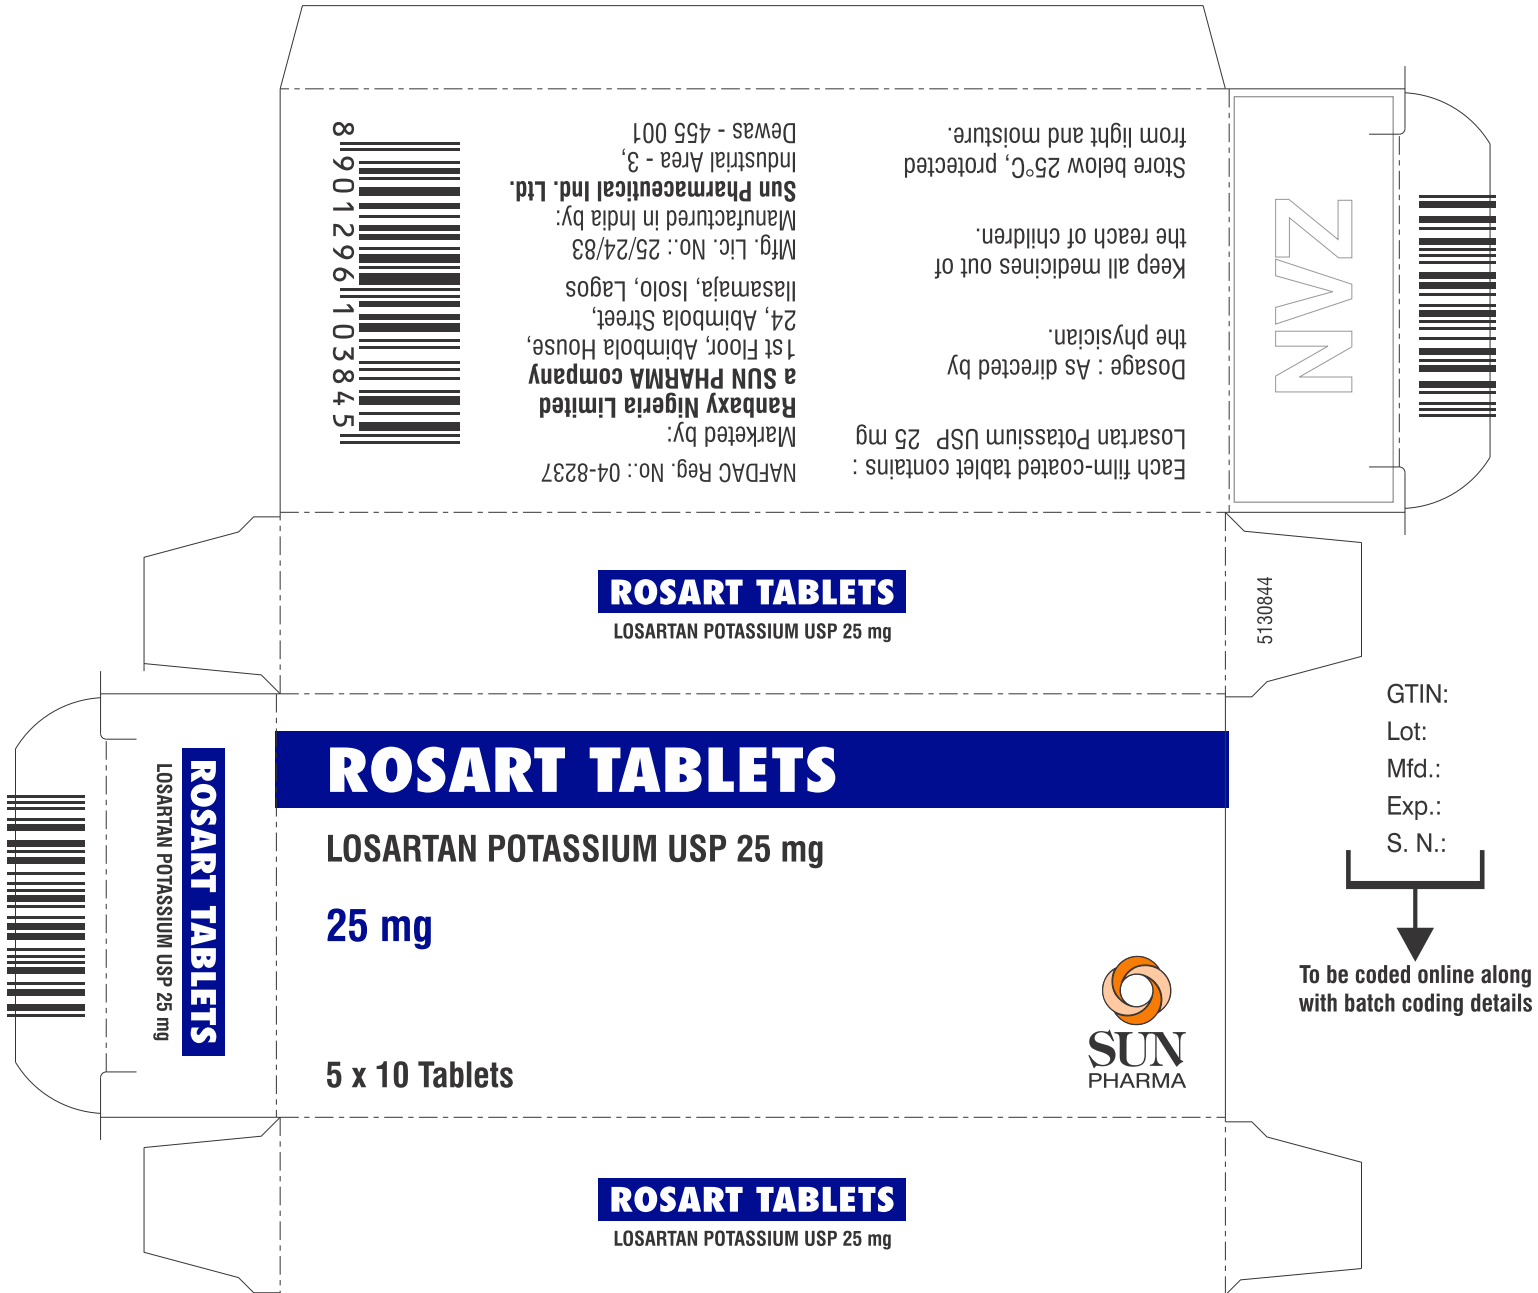 Each film-coated tablet contains :
Losartan Potassium USP 25 mg
Dosage : As directed by
the physician.
Keep all medicines out of
the reach of children.
Store below 25°C, protected
from light and moisture.
NAFDAC Reg. No.: 04-8237
Marketed by:
Ranbaxy Nigeria Limited
a SUN PHARMA company
1st Floor, Abimbola House,
24, Abimbola Street,
Ilasamaja, Isolo, Lagos
Mfg. Lic. No.: 25/24/83
Manufactured in India by:
Sun Pharmaceutical Ind. Ltd.
Industrial Area - 3,
Dewas - 455 001
8 901296 103845
NVZ
ROSART TABLETS
LOSARTAN POTASSIUM USP 25 mg
5130844
ROSART TABLETS
LOSARTAN POTASSIUM USP 25 mg
ROSART TABLETS
LOSARTAN POTASSIUM USP 25 mg
25 mg
5 x 10 Tablets
SUN
PHARMA
GTIN:
Lot:
Mfd.:
Exp.:
S. N.:
To be coded online along
with batch coding details
ROSART TABLETS
LOSARTAN POTASSIUM USP 25 mg